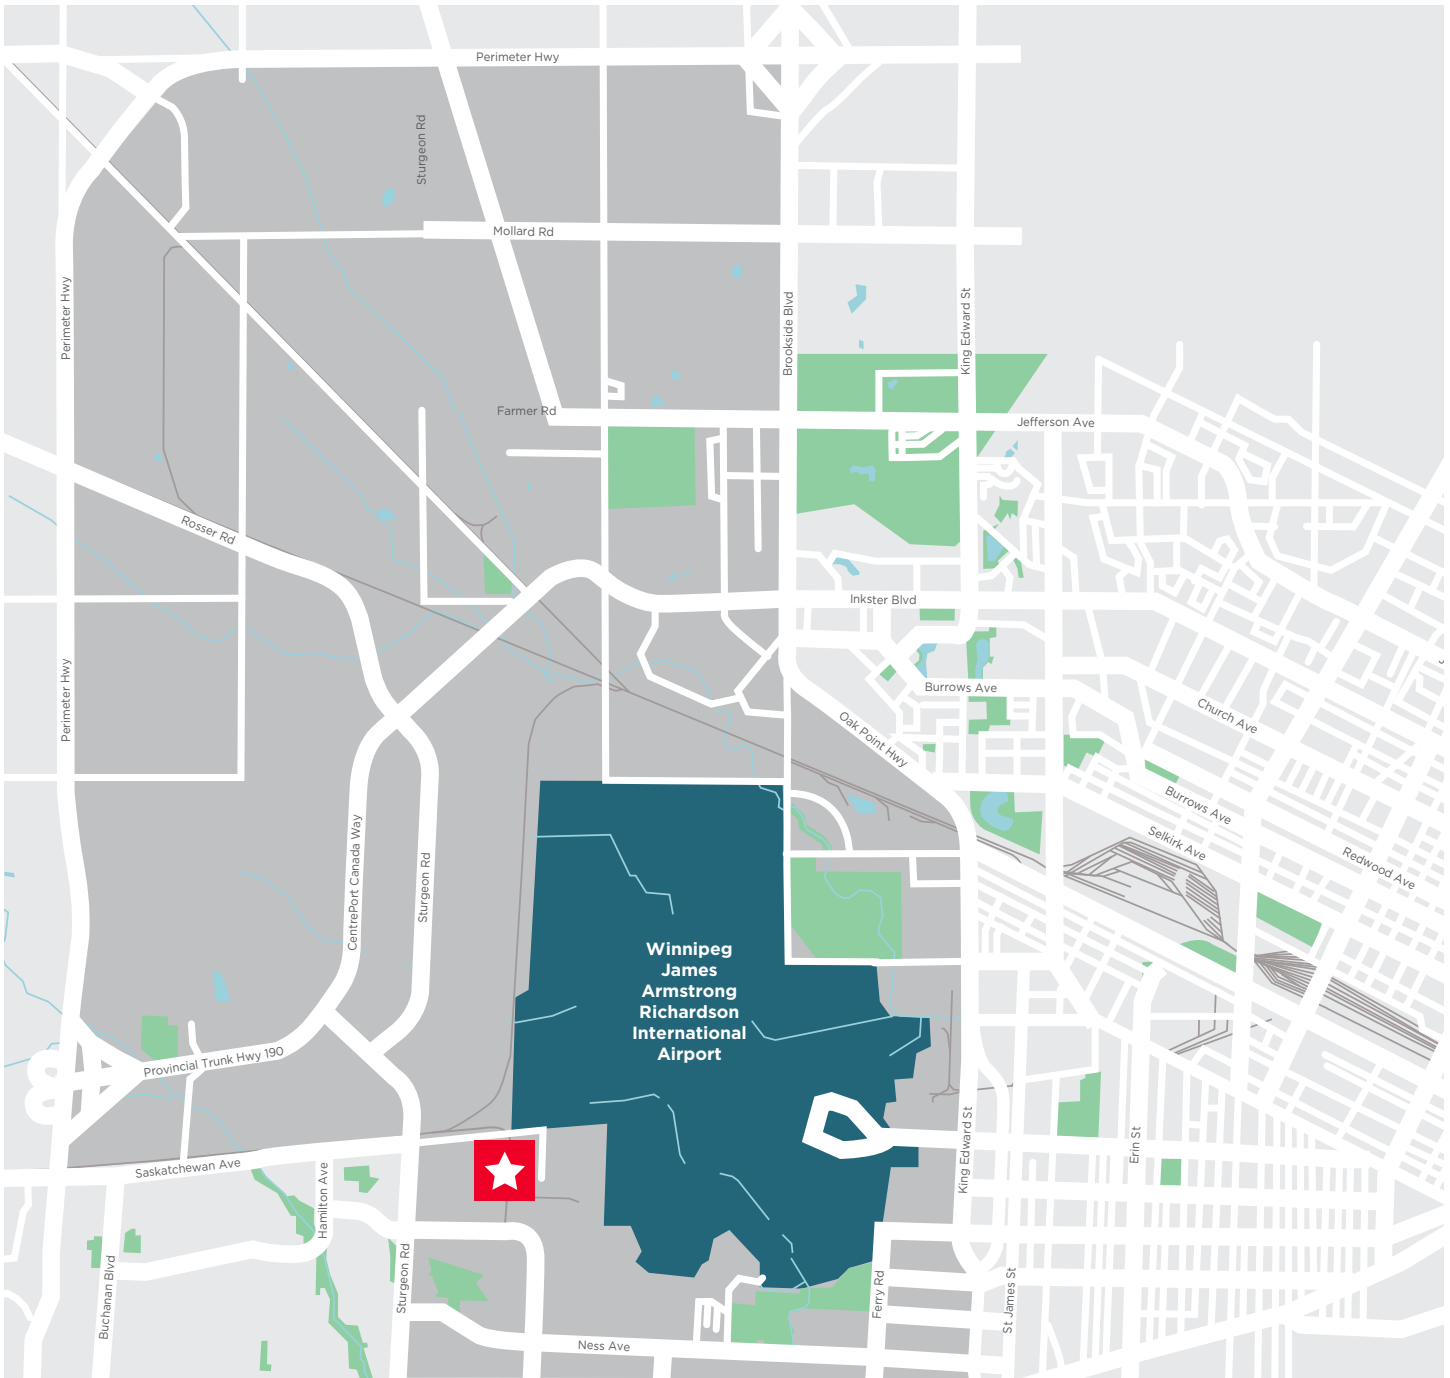 Perimeter Hwy
Sturgeon Rd
Mollard Rd
Perimeter Hwy
Brookside Blvd
King Edward St
Farmer Rd
Jefferson Ave
Rosser Rd
Inkster Blvd
Perimeter Hwy
Burrows Ave
Church Ave
Oak Point Hwy
Burrows Ave
Selkirk Ave
Redwood Ave
CentrePort Canada Way
Sturgeon Rd
Winnipeg
James
Armstrong
Richardson
International
Airport
Provincial Trunk Hwy 190
King Edward St
Erin St
Saskatchewan Ave
Hamilton Ave
Sturgeon Rd
Buchanan Blvd
Ferry Rd
St James St
Ness Ave